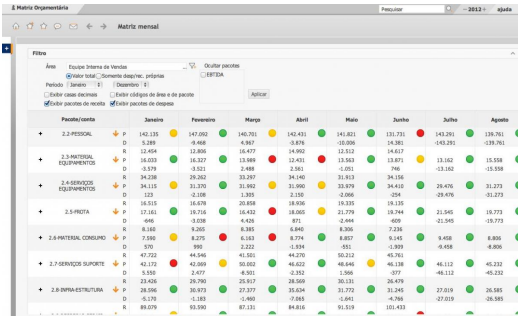 Matriz Orçamentária Pesquisar - 2012 + ajuda
Matriz mensal
Filtro
Área Equipe Interna de Vendas ... Ocultar pacotes
Valor total Somente desp/rec. próprias EBITDA
Período Janeiro Dezembro
Exibir casas decimais Exibir códigos de área e de pacote Aplicar
Exibir pacotes de receita Exibir pacotes de despesa
Pacote/conta Janeiro Fevereiro Março Abril Maio Junho Julho Agosto
+ 2.2-PESSOAL P 142.135 147.092 140.701 142.431 141.821 131.731 143.291 139.761
D 5.289 -9.468 4.967 -3.876 -10.006 14.381 -143.291 -139.761
R 12.454 12.806 16.477 14.992 12.512 14.617
+ 2.3-MATERIAL EQUIPAMENTOS P 16.033 16.327 13.989 12.431 13.563 13.871 13.162 15.558
D -3.579 -3.521 2.488 2.561 -1.051 746 -13.162 -15.558
R 34.238 29.262 33.297 34.140 31.913 34.156
+ 2.4-SERVIÇOS EQUIPAMENTOS P 34.115 31.370 31.992 31.990 33.979 34.410 29.476 31.273
D 123 -2.108 1.305 2.150 -2.066 -254 -29.476 -31.273
R 16.515 16.678 20.858 18.936 19.335 19.135
+ 2.5-FROTA P 17.161 19.716 16.432 18.065 21.779 19.744 21.545 19.773
D -646 -3.038 4.426 871 -2.444 -609 -21.545 -19.773
R 8.160 9.265 8.385 6.840 8.306 7.236
+ 2.6-MATERIAL CONSUMO P 7.590 8.275 6.163 8.774 8.857 9.145 9.458 8.806
D 570 990 2.222 -1.934 -551 -1.909 -9.458 -8.806
R 47.722 44.546 41.501 44.270 50.212 45.761
+ 2.7-SERVIÇOS SUPORTE P 42.172 42.069 50.002 46.622 48.646 46.138 46.112 45.232
D 5.550 2.477 -8.501 -2.352 1.566 -377 -46.112 -45.232
R 23.426 29.790 25.917 28.569 30.131 26.479
+ 2.8-INFRA-ESTRUTURA P 28.596 30.973 27.377 35.634 31.772 31.245 27.019 26.585
D -5.170 -1.183 -1.460 -7.065 -1.641 -4.766 -27.019 -26.585
R 89.079 93.590 87.131 84.816 91.519 101.433